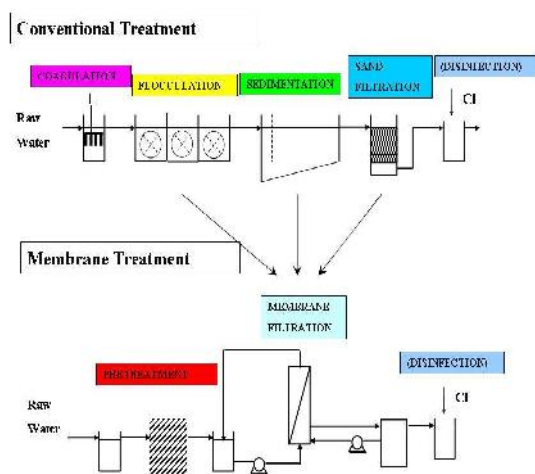 Conventional Treatment
COAGULATION
FLOCCULATION
SEDIMENTATION
SAND
FILTRATION
(DISINFECTION)
Cl
Raw
Water
Membrane Treatment
MEMBRANE
FILTRATION
PRETREATMENT
(DISINFECTION)
Cl
Raw
Water